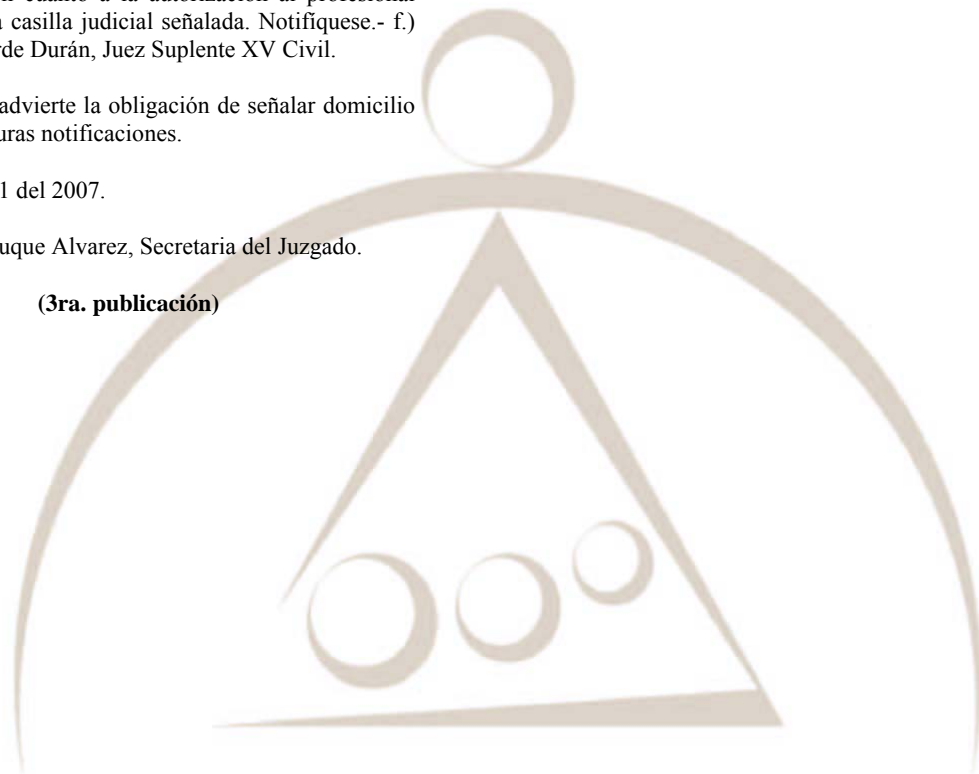 en cuanto a la autorización al profesional
a casilla judicial señalada. Notifíquese.- f.)
rde Durán, Juez Suplente XV Civil.
advierte la obligación de señalar domicilio
uras notificaciones.
1 del 2007.
uque Alvarez, Secretaria del Juzgado.
(3ra. publicación)